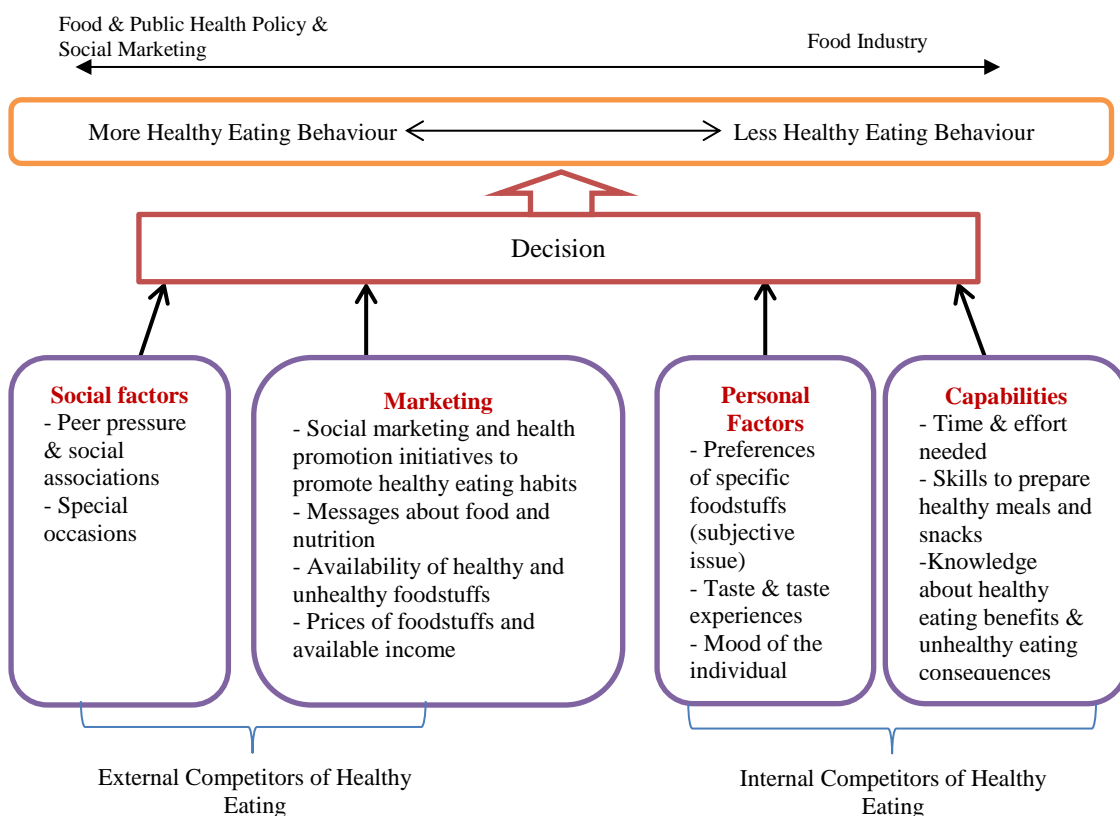 Food & Public Health Policy &
Social Marketing
Food Industry
More Healthy Eating Behaviour
Less Healthy Eating Behaviour
Decision
Social factors
- Peer pressure
& social
associations
- Special
occasions
Marketing
- Social marketing and health
promotion initiatives to
promote healthy eating habits
- Messages about food and
nutrition
- Availability of healthy and
unhealthy foodstuffs
- Prices of foodstuffs and
available income
Personal
Factors
- Preferences
of specific
foodstuffs
(subjective
issue)
- Taste & taste
experiences
- Mood of the
individual
Capabilities
- Time & effort
needed
- Skills to prepare
healthy meals and
snacks
-Knowledge
about healthy
eating benefits &
unhealthy eating
consequences
External Competitors of Healthy
Eating
Internal Competitors of Healthy
Eating